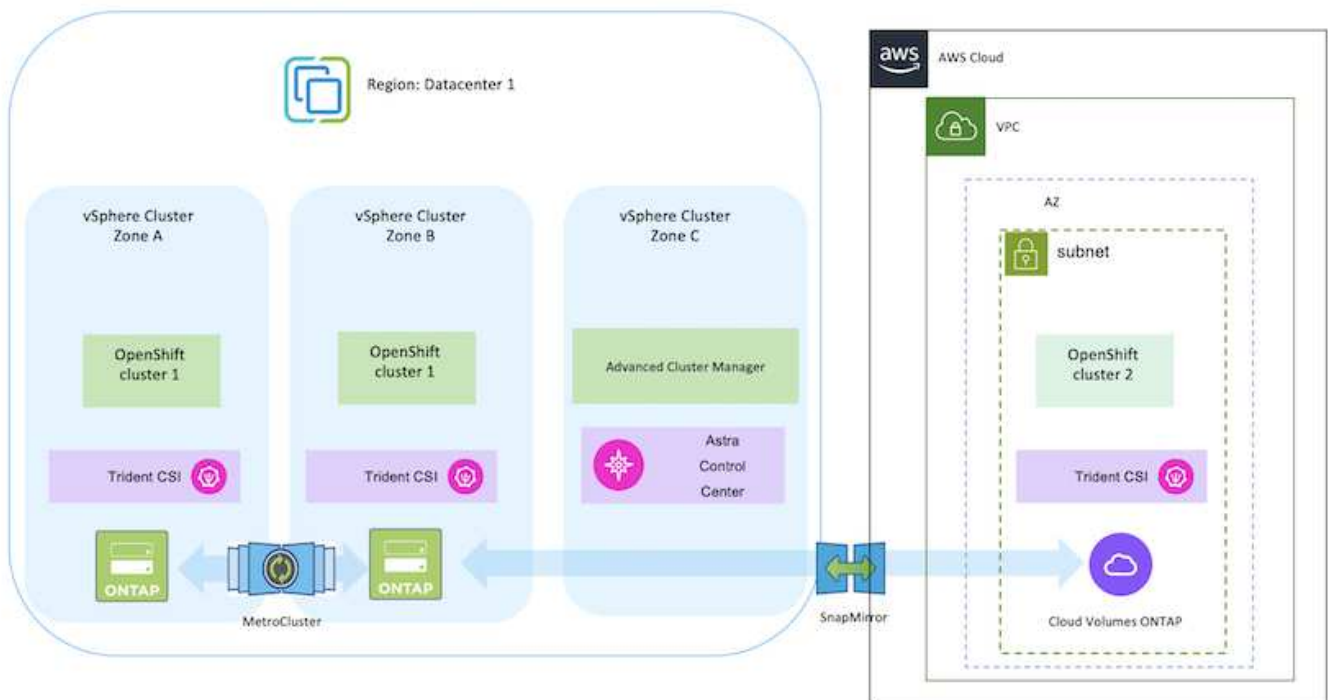 Region: Datacenter 1
vSphere Cluster
Zone A
vSphere Cluster
Zone B
vSphere Cluster
Zone C
OpenShift
cluster 1
OpenShift
cluster 1
Advanced Cluster Manager
Trident CSI
Trident CSI
Astra
Control
Center
ONTAP
ONTAP
MetroCluster
SnapMirror
aws
AWS Cloud
VPC
AZ
subnet
OpenShift
cluster 2
Trident CSI
Cloud Volumes ONTAP